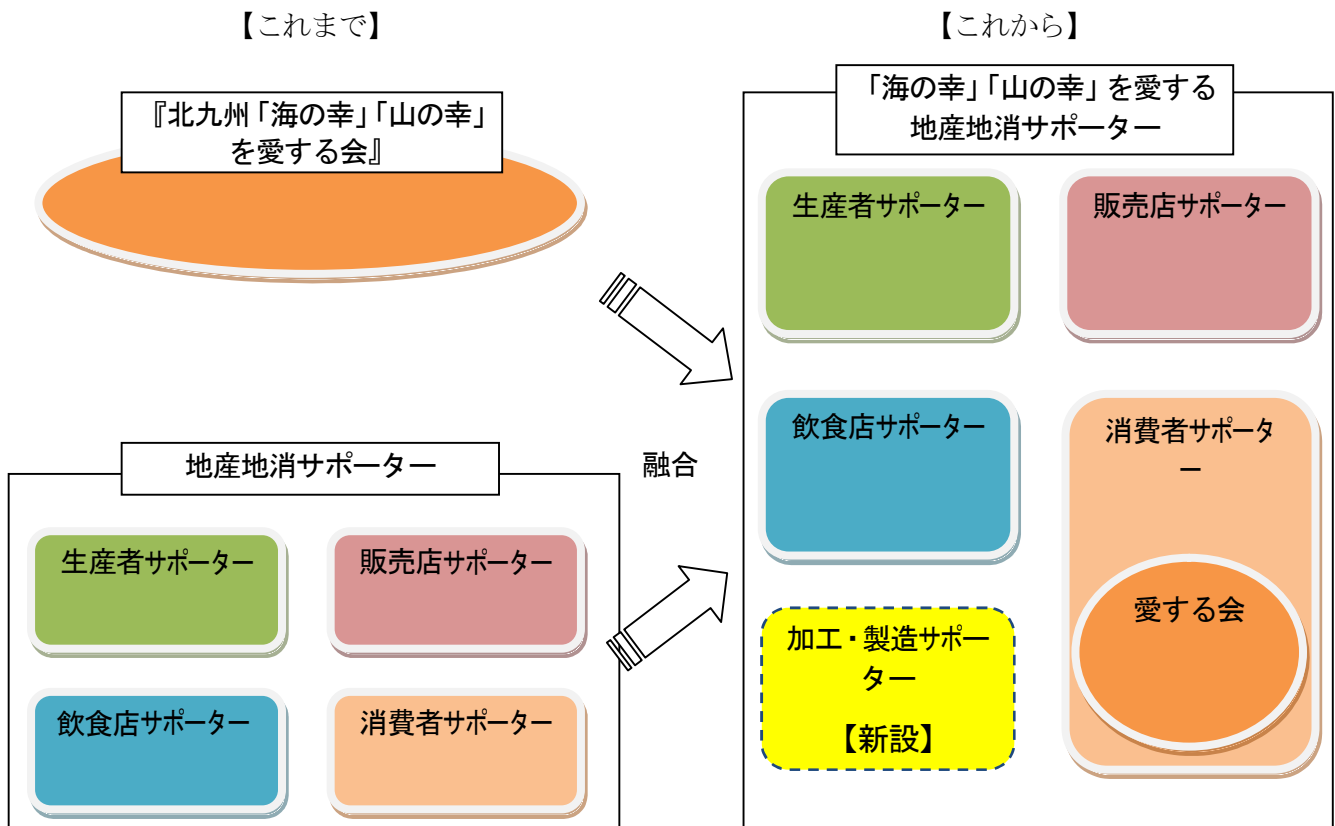 【これまで】
『北九州「海の幸」「山の幸」
を愛する会』
地産地消サポーター
生産者サポーター
販売店サポーター
飲食店サポーター
消費者サポーター
融合
【これから】
「海の幸」「山の幸」を愛する
地産地消サポーター
生産者サポーター
販売店サポーター
飲食店サポーター
消費者サポータ
ー
愛する会
加工・製造サポー
ター
【新設】